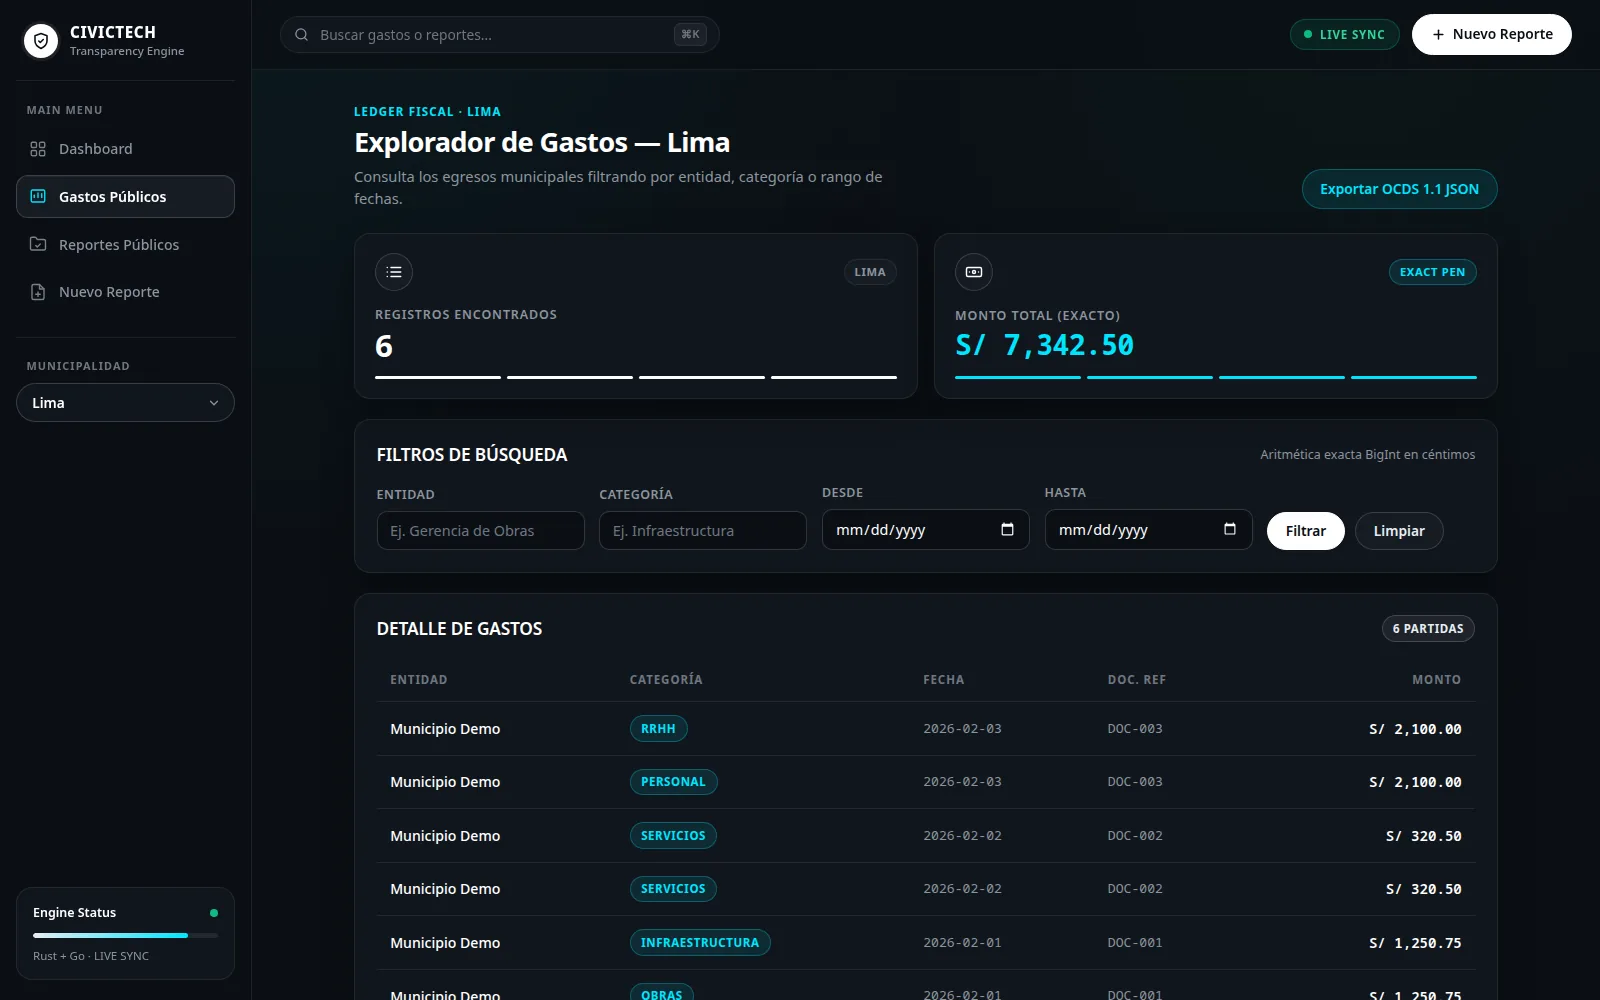 CIVICTECH
Transparency Engine
MAIN MENU
Dashboard
Gastos Públicos
Reportes Públicos
Nuevo Reporte
MUNICIPALIDAD
Lima
Engine Status
Rust + Go · LIVE SYNC
Buscar gastos o reportes...
⌘K
LIVE SYNC
+ Nuevo Reporte
LEDGER FISCAL · LIMA
Explorador de Gastos — Lima
Consulta los egresos municipales filtrando por entidad, categoría o rango de
fechas.
Exportar OCDS 1.1 JSON
LIMA
REGISTROS ENCONTRADOS
6
EXACT PEN
MONTO TOTAL (EXACTO)
S/ 7,342.50
FILTROS DE BÚSQUEDA
Aritmética exacta BigInt en céntimos
ENTIDAD CATEGORÍA DESDE HASTA
Ej. Gerencia de Obras Ej. Infraestructura mm/dd/yyyy mm/dd/yyyy Filtrar Limpiar
DETALLE DE GASTOS
6 PARTIDAS
ENTIDAD CATEGORÍA FECHA DOC. REF MONTO
Municipio Demo RRHH 2026-02-03 DOC-003 S/ 2,100.00
Municipio Demo PERSONAL 2026-02-03 DOC-003 S/ 2,100.00
Municipio Demo SERVICIOS 2026-02-02 DOC-002 S/ 320.50
Municipio Demo SERVICIOS 2026-02-02 DOC-002 S/ 320.50
Municipio Demo INFRAESTRUCTURA 2026-02-01 DOC-001 S/ 1,250.75
Municipio Demo OBRAS 2026-02-01 DOC-001 S/ 1,250.75